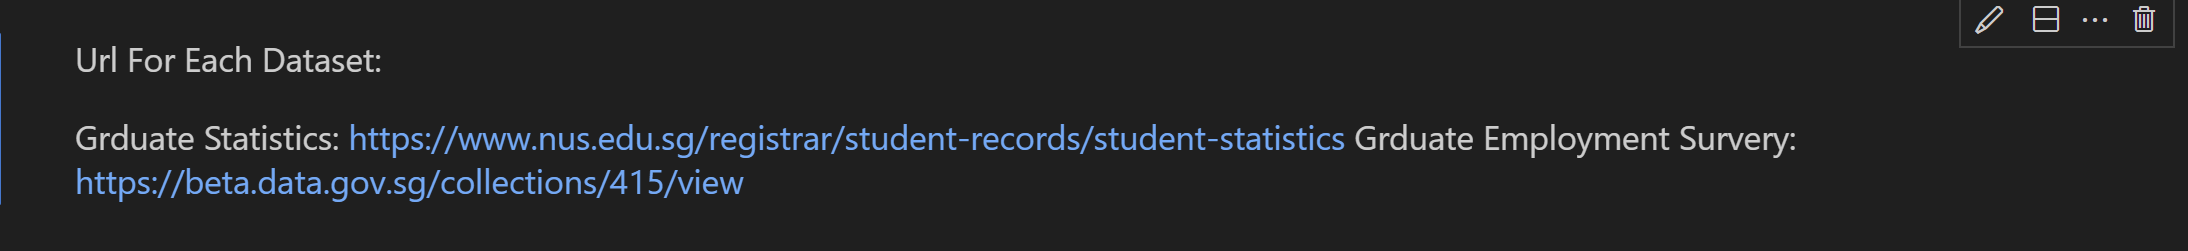 Url For Each Dataset:
Grduate Statistics: https://www.nus.edu.sg/registrar/student-records/student-statistics Grduate Employment Survery:
https://beta.data.gov.sg/collections/415/view